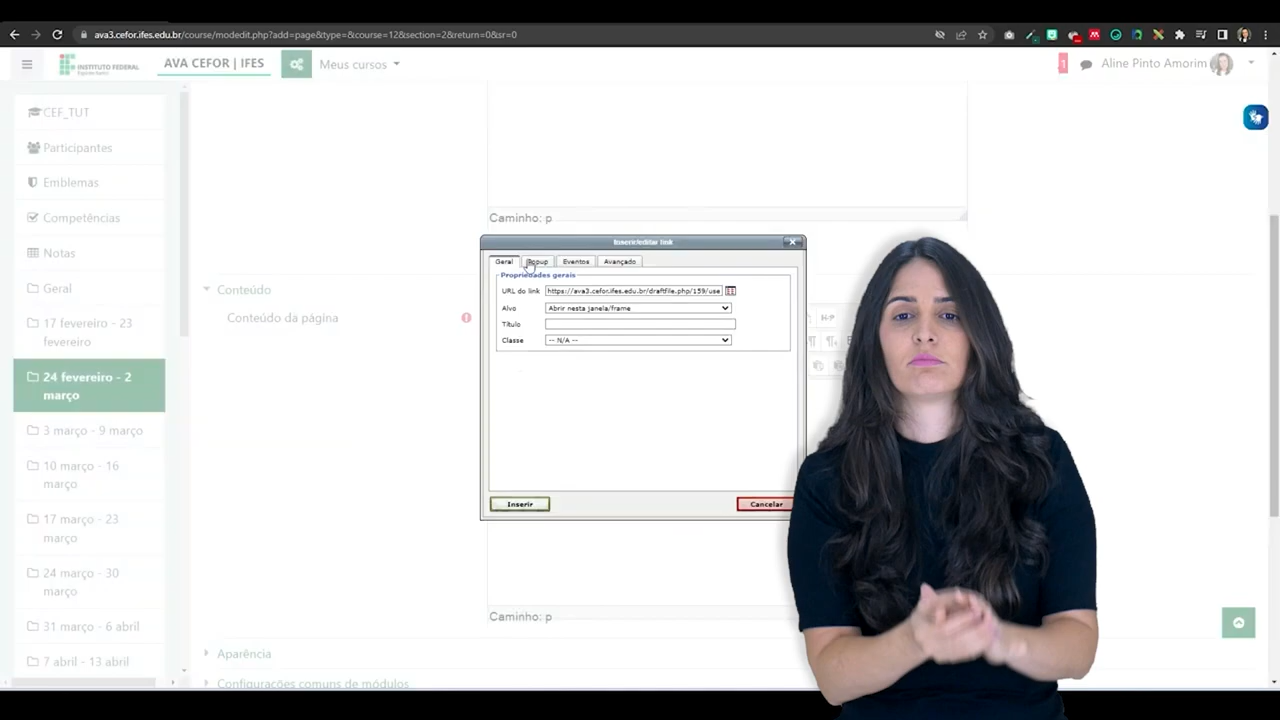 ava3.cefor.ifes.edu.br/course/modedit.php?add=page&type=&course=12&section=2&return=0&sr=0
INSTITUTO FEDERAL
AVA CEFOR | IFES
Meus cursos
1
Aline Pinto Amorim
CEF_TUT
Participantes
Emblemas
Competências
Notas
Geral
17 fevereiro - 23
fevereiro
24 fevereiro - 2
março
3 março - 9 março
10 março - 16
março
17 março - 23
março
24 março - 30
março
31 março - 6 abril
7 abril - 13 abril
Caminho: p
Conteúdo
Conteúdo da página
Inserir/editar link
Geral
Popup
Eventos
Avançado
Propriedades gerais
URL do link
https://ava3.cefor.ifes.edu.br/draftfile.php/159/use
Alvo
Abrir nesta janela/frame
Título
Classe
-- N/A --
Inserir
Cancelar
Caminho: p
Aparência
Configurações comuns de módulos